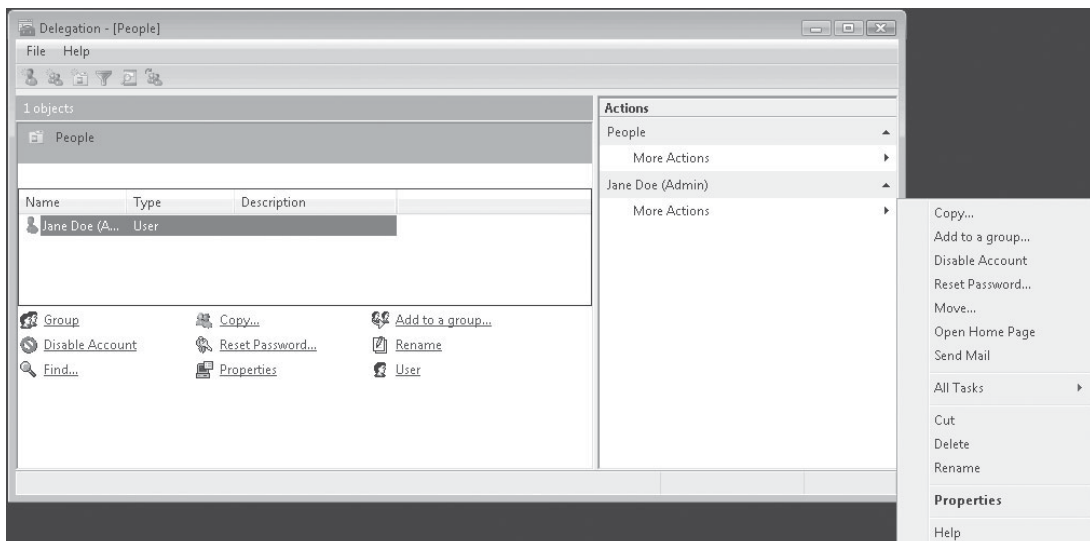 Delegation - [People]
File Help
1 objects
People
Name Type Description
Jane Doe (A... User
Group Copy... Add to a group...
Disable Account Reset Password... Rename
Find... Properties User
Actions
People
More Actions
Jane Doe (Admin)
More Actions
Copy...
Add to a group...
Disable Account
Reset Password...
Move...
Open Home Page
Send Mail
All Tasks
Cut
Delete
Rename
Properties
Help